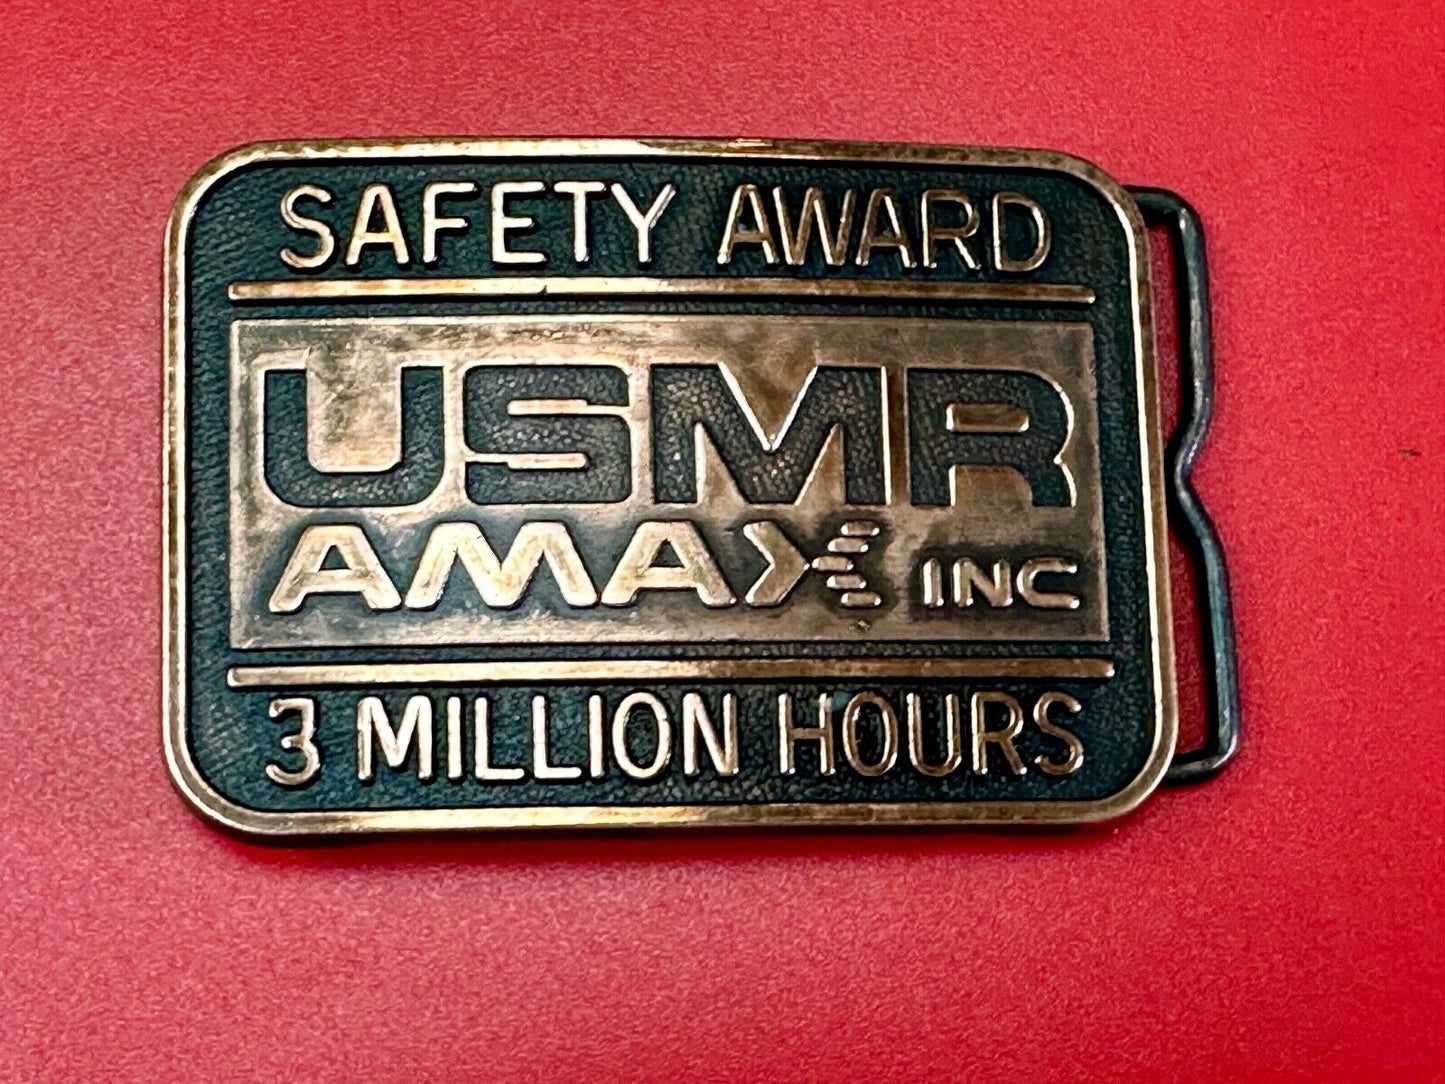 SAFETY AWARD
USMR
AMAX INC
3 MILLION HOURS